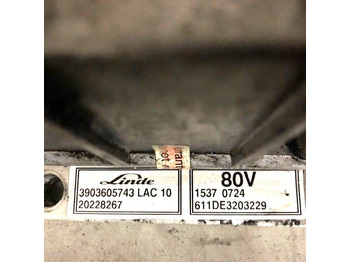 Linde
3903605743 LAC 10
20228267
80V
1537 0724
611DE3203229